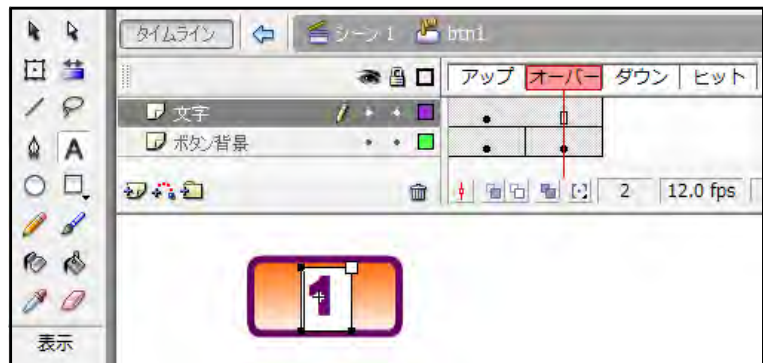 タイムライン シーン 1 btn1
アップ オーバー ダウン ヒット
文字
ボタン背景
A
2 12.0 fps
1
表示